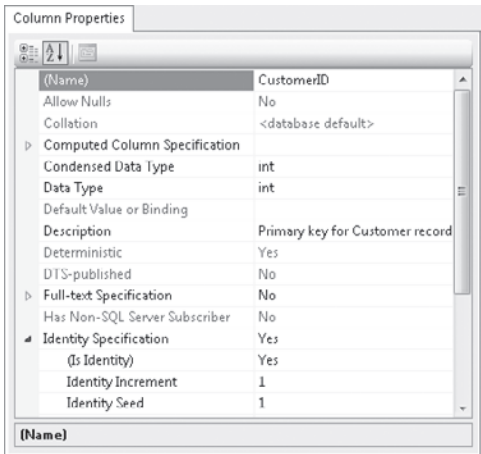 Column Properties
(Name) CustomerID
Allow Nulls No
Collation <database default>
Computed Column Specification
Condensed Data Type int
Data Type int
Default Value or Binding
Description Primary key for Customer record
Deterministic Yes
DTS-published No
Full-text Specification No
Has Non-SQL Server Subscriber No
Identity Specification Yes
(Is Identity) Yes
Identity Increment 1
Identity Seed 1
(Name)